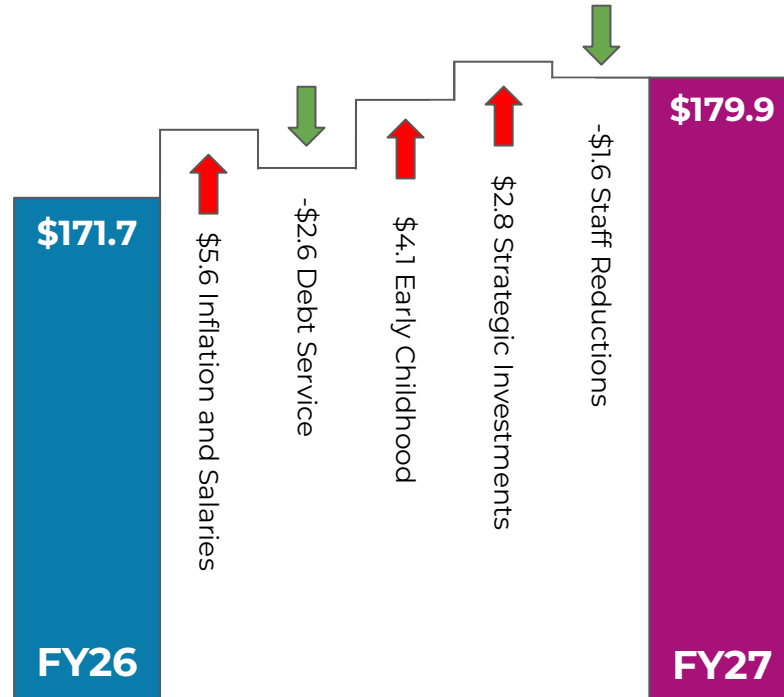 $171.7
FY26
$5.6 Inflation and Salaries
-$2.6 Debt Service
$4.1 Early Childhood
$2.8 Strategic Investments
-$1.6 Staff Reductions
$179.9
FY27